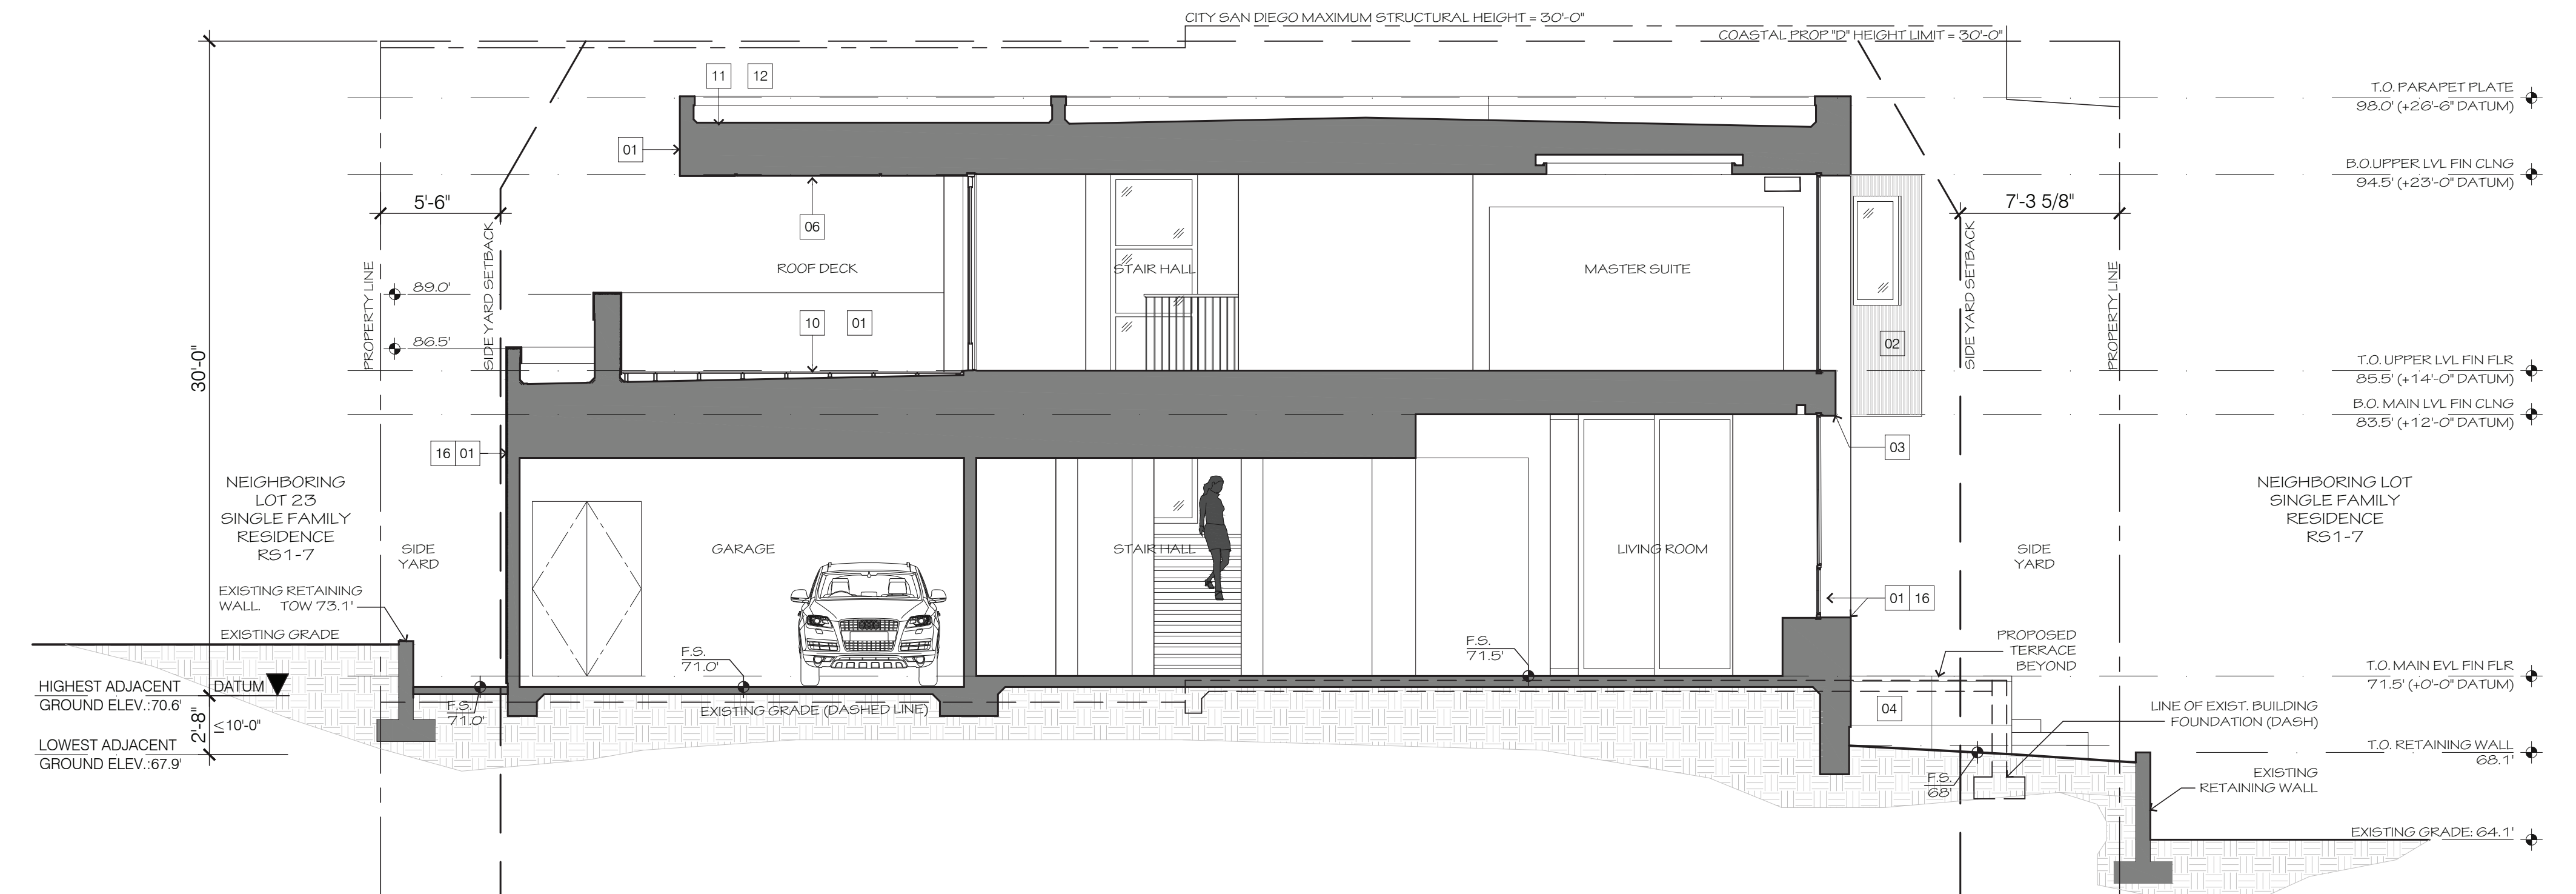 CITY SAN DIEGO MAXIMUM STRUCTURAL HEIGHT = 30'-0"
COASTAL PROP "D" HEIGHT LIMIT = 30'-0"
11
12
T.O. PARAPET PLATE
98.0' (+26'-6" DATUM)
01
B.O.UPPER LVL FIN CLNG
94.5' (+23'-0" DATUM)
5'-6"
7'-3 5/8"
06
PROPERTY LINE
SIDE YARD SETBACK
ROOF DECK
STAIR HALL
MASTER SUITE
SIDE YARD SETBACK
PROPERTY LINE
89.0'
10
01
86.5'
02
30'-0"
T.O. UPPER LVL FIN FLR
85.5' (+14'-0" DATUM)
B.O. MAIN LVL FIN CLNG
83.5' (+12'-0" DATUM)
16 01
03
NEIGHBORING
LOT 23
SINGLE FAMILY
RESIDENCE
RS1-7
NEIGHBORING LOT
SINGLE FAMILY
RESIDENCE
RS1-7
SIDE
YARD
GARAGE
STAIR HALL
LIVING ROOM
SIDE
YARD
EXISTING RETAINING
WALL. TOW 73.1'
01 16
EXISTING GRADE
F.S.
71.0'
F.S.
71.5'
PROPOSED
TERRACE
BEYOND
T.O. MAIN EVL FIN FLR
71.5' (+0'-0" DATUM)
HIGHEST ADJACENT
GROUND ELEV.:70.6'
DATUM
2'-8"
≤10'-0"
F.S.
71.0'
EXISTING GRADE (DASHED LINE)
04
LINE OF EXIST. BUILDING
FOUNDATION (DASH)
LOWEST ADJACENT
GROUND ELEV.:67.9'
T.O. RETAINING WALL
68.1'
F.S.
68'
EXISTING
RETAINING WALL
EXISTING GRADE: 64.1'